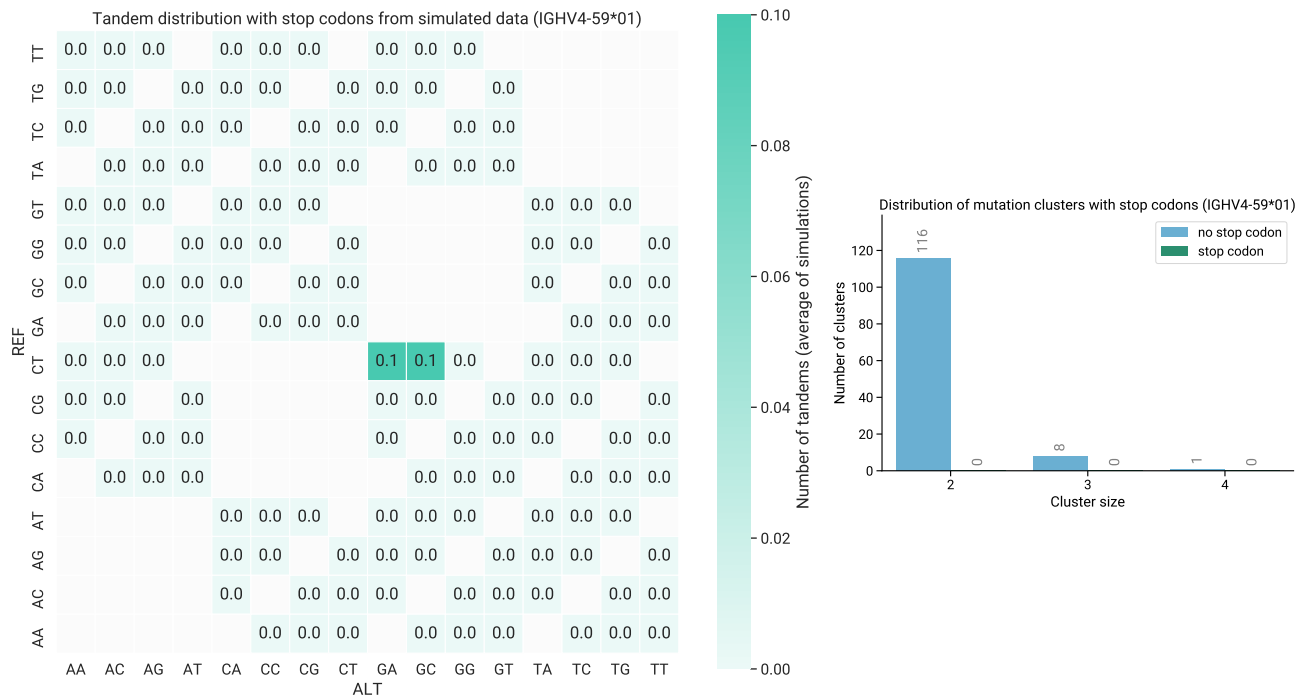 Tandem distribution with stop codons from simulated data (IGHV4-59*01)
REF
TT 0.0 0.0 0.0 0.0 0.0 0.0 0.0 0.0 0.0
TG 0.0 0.0 0.0 0.0 0.0 0.0 0.0 0.0 0.0
TC 0.0 0.0 0.0 0.0 0.0 0.0 0.0 0.0 0.0
TA 0.0 0.0 0.0 0.0 0.0 0.0 0.0 0.0 0.0
GT 0.0 0.0 0.0 0.0 0.0 0.0 0.0 0.0 0.0
GG 0.0 0.0 0.0 0.0 0.0 0.0 0.0 0.0 0.0
GC 0.0 0.0 0.0 0.0 0.0 0.0 0.0 0.0 0.0
GA 0.0 0.0 0.0 0.0 0.0 0.0 0.0 0.0 0.0
CT 0.0 0.0 0.0 0.1 0.1 0.0 0.0 0.0 0.0
CG 0.0 0.0 0.0 0.0 0.0 0.0 0.0 0.0 0.0
CC 0.0 0.0 0.0 0.0 0.0 0.0 0.0 0.0 0.0
CA 0.0 0.0 0.0 0.0 0.0 0.0 0.0 0.0 0.0
AT 0.0 0.0 0.0 0.0 0.0 0.0 0.0 0.0 0.0
AG 0.0 0.0 0.0 0.0 0.0 0.0 0.0 0.0 0.0
AC 0.0 0.0 0.0 0.0 0.0 0.0 0.0 0.0 0.0
AA 0.0 0.0 0.0 0.0 0.0 0.0 0.0 0.0 0.0
AA AC AG AT CA CC CG CT GA GC GG GT TA TC TG TT
ALT
0.10
0.08
0.06
0.04
0.02
0.00
Number of tandems (average of simulations)
Distribution of mutation clusters with stop codons (IGHV4-59*01)
no stop codon
stop codon
Number of clusters
120
100
80
60
40
20
0
116 0 8 0 1 0
2 3 4
Cluster size